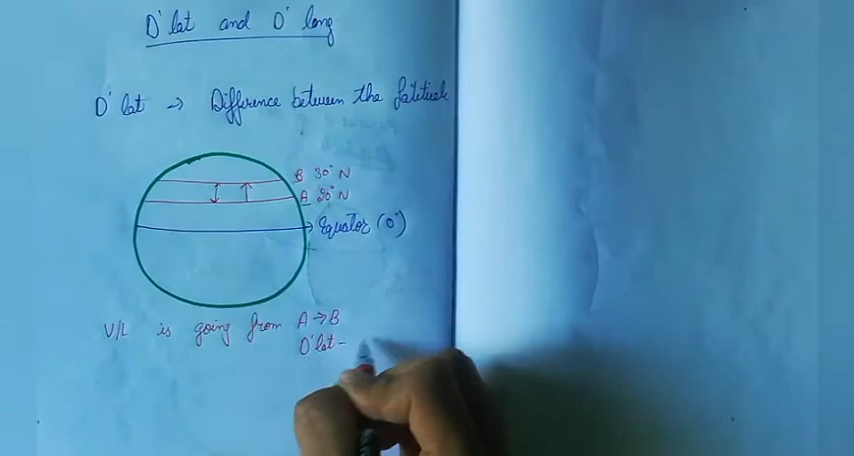 D'lat and D'long
D'lat → Difference between the latitude
B 30° N
A 20° N
Equator (0°)
V/L is going from A→B
D'lat -